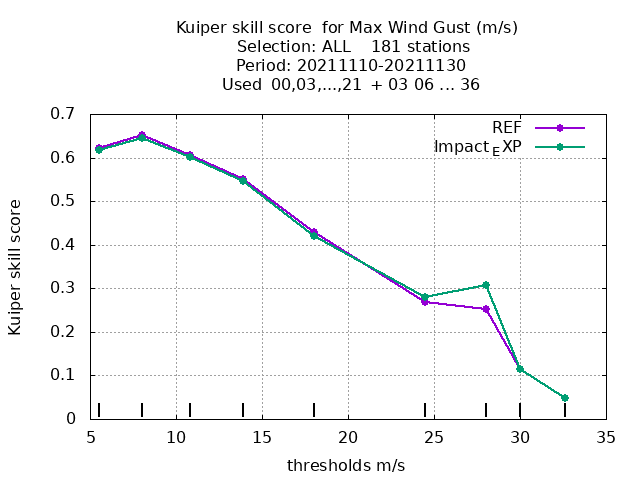 Kuiper skill score  for Max Wind Gust (m/s)
Selection: ALL    181 stations
Period: 20211110-20211130
Used  00,03,...,21  + 03 06 ... 36
REF
Impact_EXP
Kuiper skill score
0.7
0.6
0.5
0.4
0.3
0.2
0.1
0
5 10 15 20 25 30 35
thresholds m/s